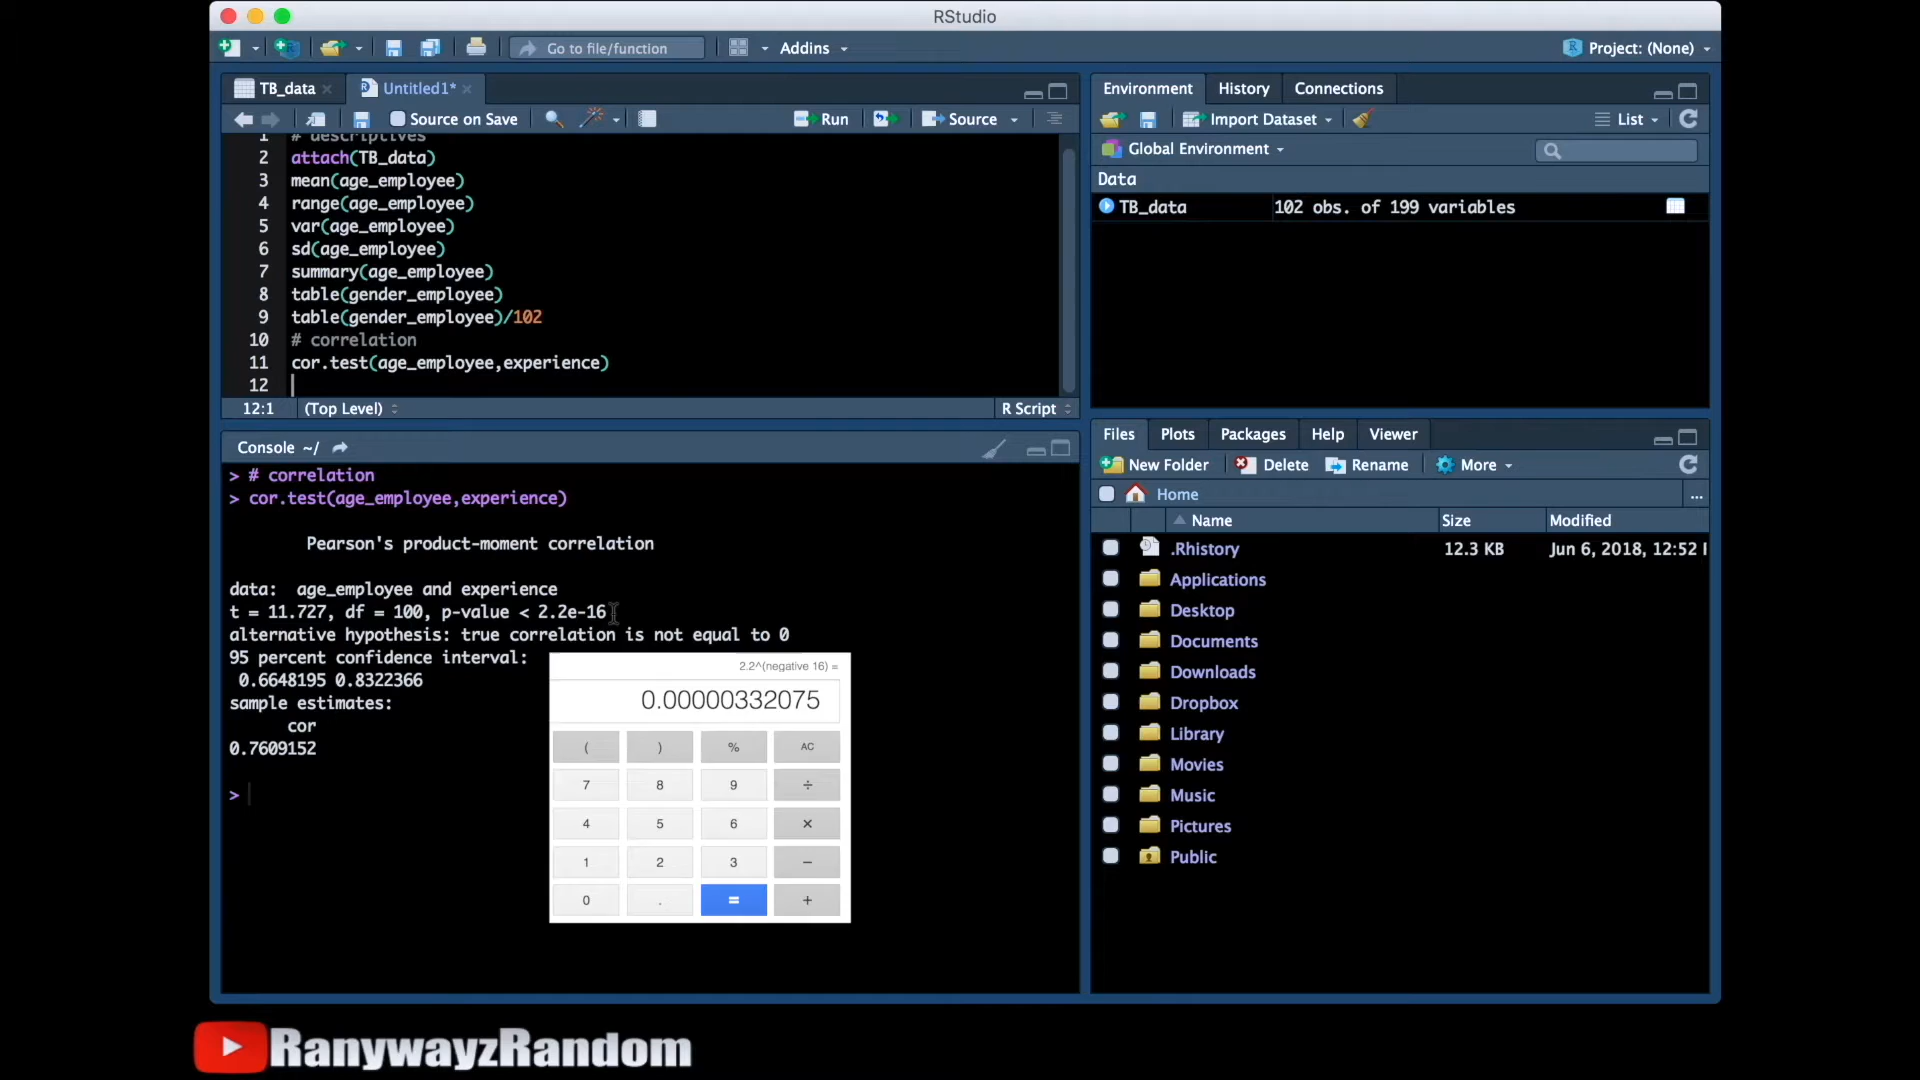 RStudio
Go to file/function
Addins
Project: (None)
TB_data
Untitled1*
Source on Save
Run
Source
1 # descriptives
2 attach(TB_data)
3 mean(age_employee)
4 range(age_employee)
5 var(age_employee)
6 sd(age_employee)
7 summary(age_employee)
8 table(gender_employee)
9 table(gender_employee)/102
10 # correlation
11 cor.test(age_employee,experience)
12
12:1 (Top Level) R Script
Console ~/
> # correlation
> cor.test(age_employee,experience)
Pearson's product-moment correlation
data: age_employee and experience
t = 11.727, df = 100, p-value < 2.2e-16
alternative hypothesis: true correlation is not equal to 0
95 percent confidence interval:
0.6648195 0.8322366
sample estimates:
cor
0.7609152
>
2.2^(negative 16) =
0.00000332075
( ) % AC
7 8 9 ÷
4 5 6 ×
1 2 3 −
0 . = +
Environment History Connections
Import Dataset
List
Global Environment
Data
TB_data 102 obs. of 199 variables
Files Plots Packages Help Viewer
New Folder Delete Rename More
Home ...
Name Size Modified
.Rhistory 12.3 KB Jun 6, 2018, 12:52
Applications
Desktop
Documents
Downloads
Dropbox
Library
Movies
Music
Pictures
Public
RanywayzRandom